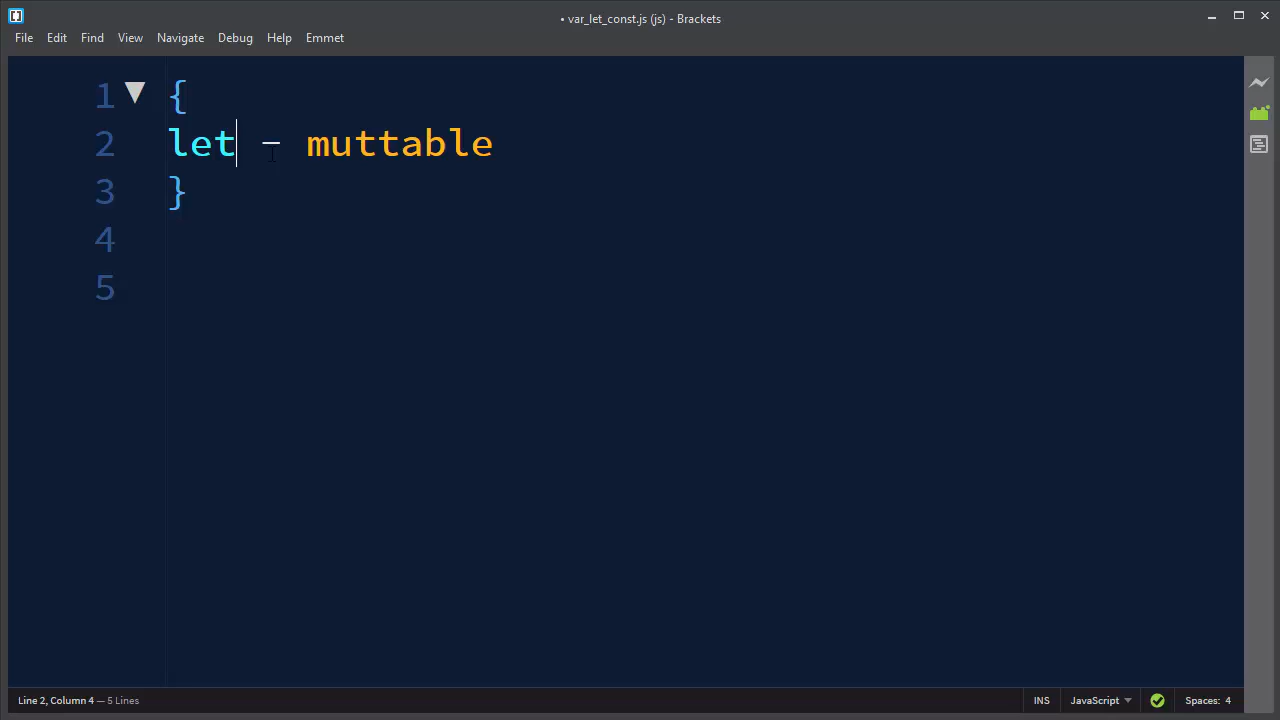 • var_let_const.js (js) - Brackets
File Edit Find View Navigate Debug Help Emmet
1 {
2 let - muttable
3 }
4
5
Line 2, Column 4 — 5 Lines INS JavaScript Spaces: 4